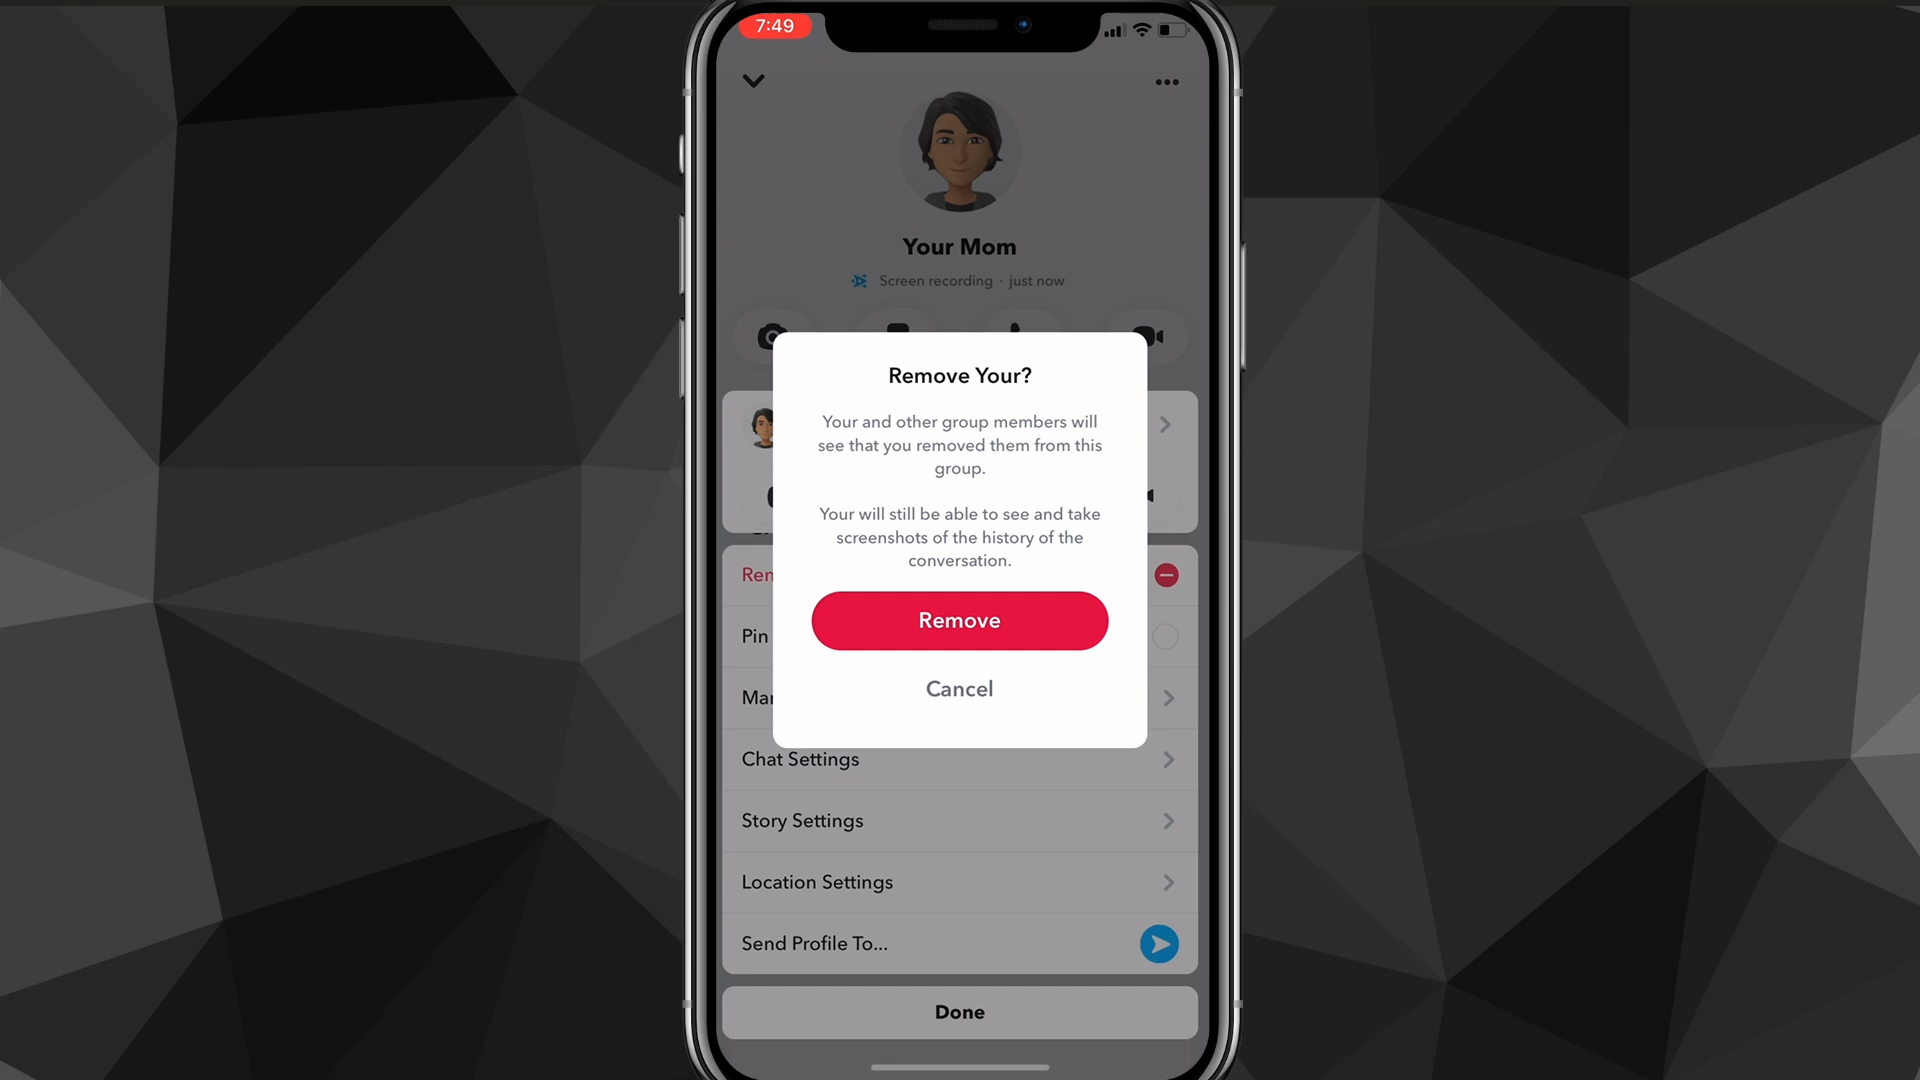 7:49
Your Mom
Screen recording · just now
Remove Your?
Your and other group members will
see that you removed them from this
group.
Your will still be able to see and take
screenshots of the history of the
conversation.
Ren
Remove
Pin
Cancel
Mar
Chat Settings
Story Settings
Location Settings
Send Profile To...
Done